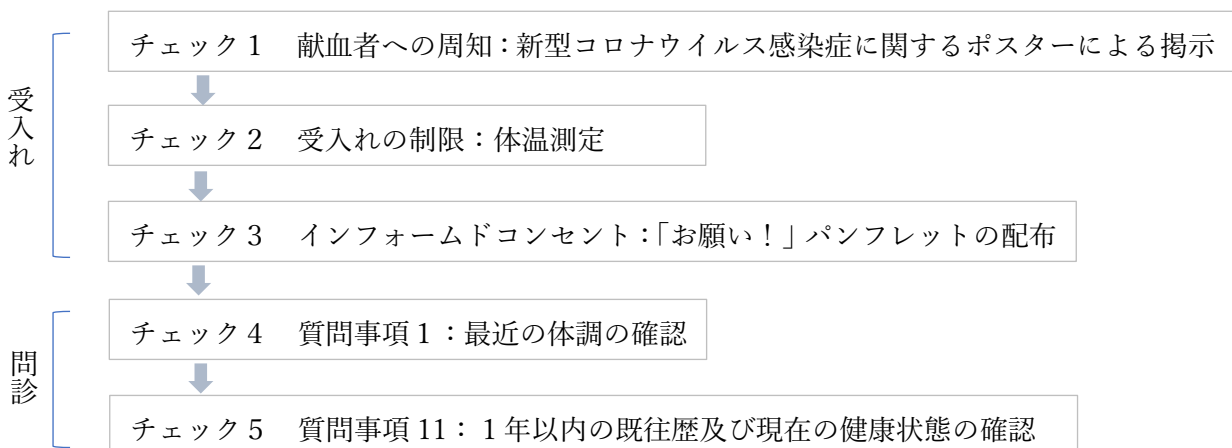 受入れ
チェック１　献血者への周知：新型コロナウイルス感染症に関するポスターによる掲示
チェック２　受入れの制限：体温測定
チェック３　インフォームドコンセント：「お願い！」パンフレットの配布
問診
チェック４　質問事項１：最近の体調の確認
チェック５　質問事項11：１年以内の既往歴及び現在の健康状態の確認